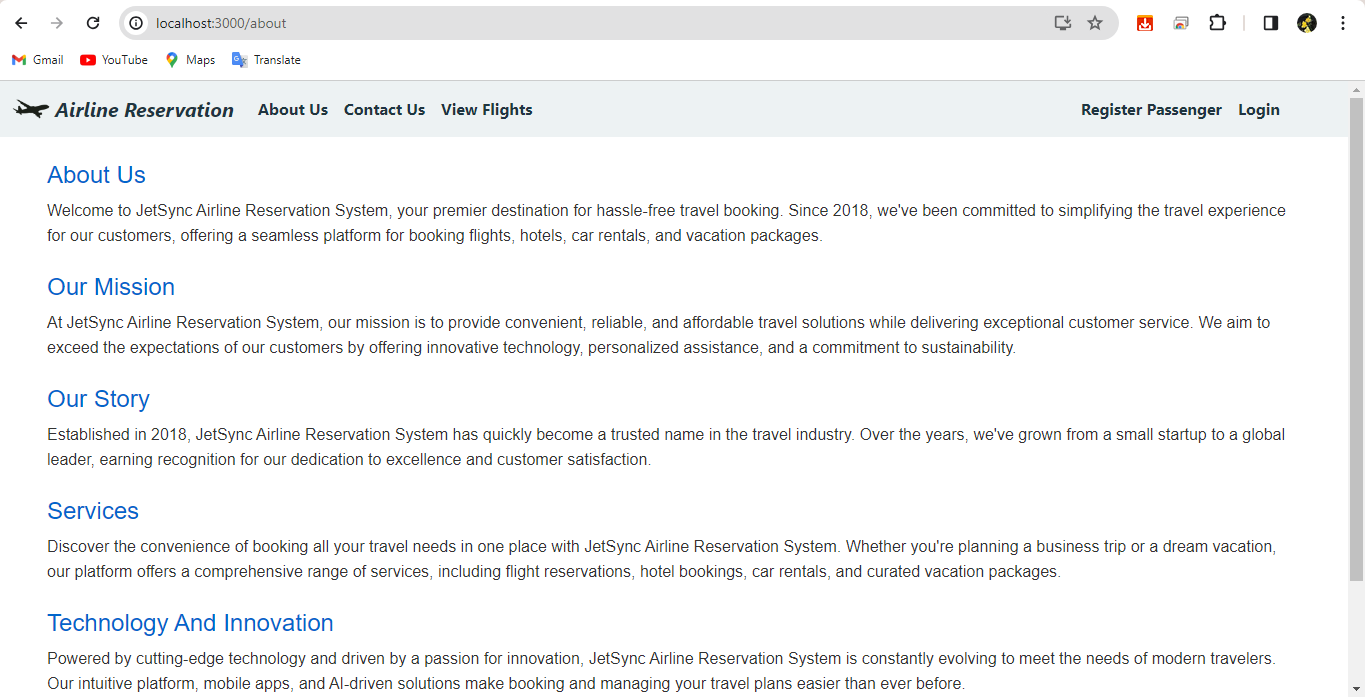 localhost:3000/about
Gmail YouTube Maps Translate
Airline Reservation About Us Contact Us View Flights Register Passenger Login
About Us
Welcome to JetSync Airline Reservation System, your premier destination for hassle-free travel booking. Since 2018, we've been committed to simplifying the travel experience
for our customers, offering a seamless platform for booking flights, hotels, car rentals, and vacation packages.
Our Mission
At JetSync Airline Reservation System, our mission is to provide convenient, reliable, and affordable travel solutions while delivering exceptional customer service. We aim to
exceed the expectations of our customers by offering innovative technology, personalized assistance, and a commitment to sustainability.
Our Story
Established in 2018, JetSync Airline Reservation System has quickly become a trusted name in the travel industry. Over the years, we've grown from a small startup to a global
leader, earning recognition for our dedication to excellence and customer satisfaction.
Services
Discover the convenience of booking all your travel needs in one place with JetSync Airline Reservation System. Whether you're planning a business trip or a dream vacation,
our platform offers a comprehensive range of services, including flight reservations, hotel bookings, car rentals, and curated vacation packages.
Technology And Innovation
Powered by cutting-edge technology and driven by a passion for innovation, JetSync Airline Reservation System is constantly evolving to meet the needs of modern travelers.
Our intuitive platform, mobile apps, and AI-driven solutions make booking and managing your travel plans easier than ever before.